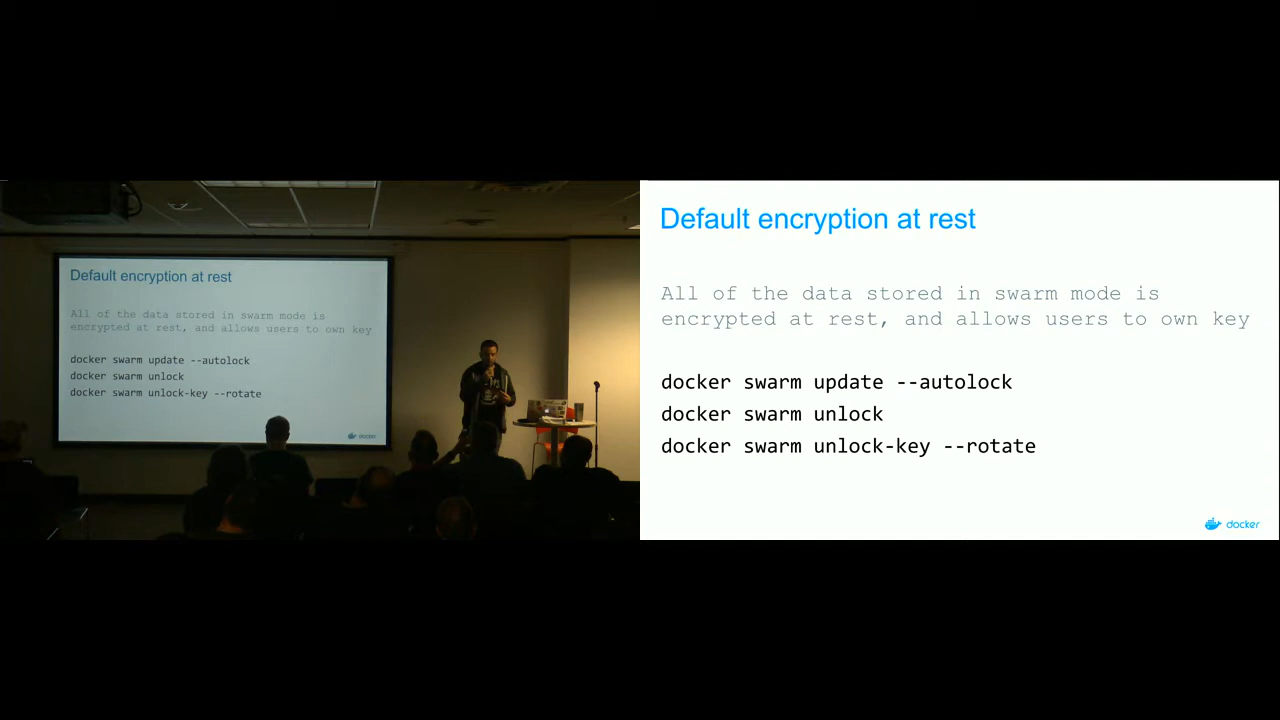 Default encryption at rest
All of the data stored in swarm mode is
encrypted at rest, and allows users to own key
docker swarm update --autolock
docker swarm unlock
docker swarm unlock-key --rotate
docker
Default encryption at rest
All of the data stored in swarm mode is
encrypted at rest, and allows users to own key
docker swarm update --autolock
docker swarm unlock
docker swarm unlock-key --rotate
docker